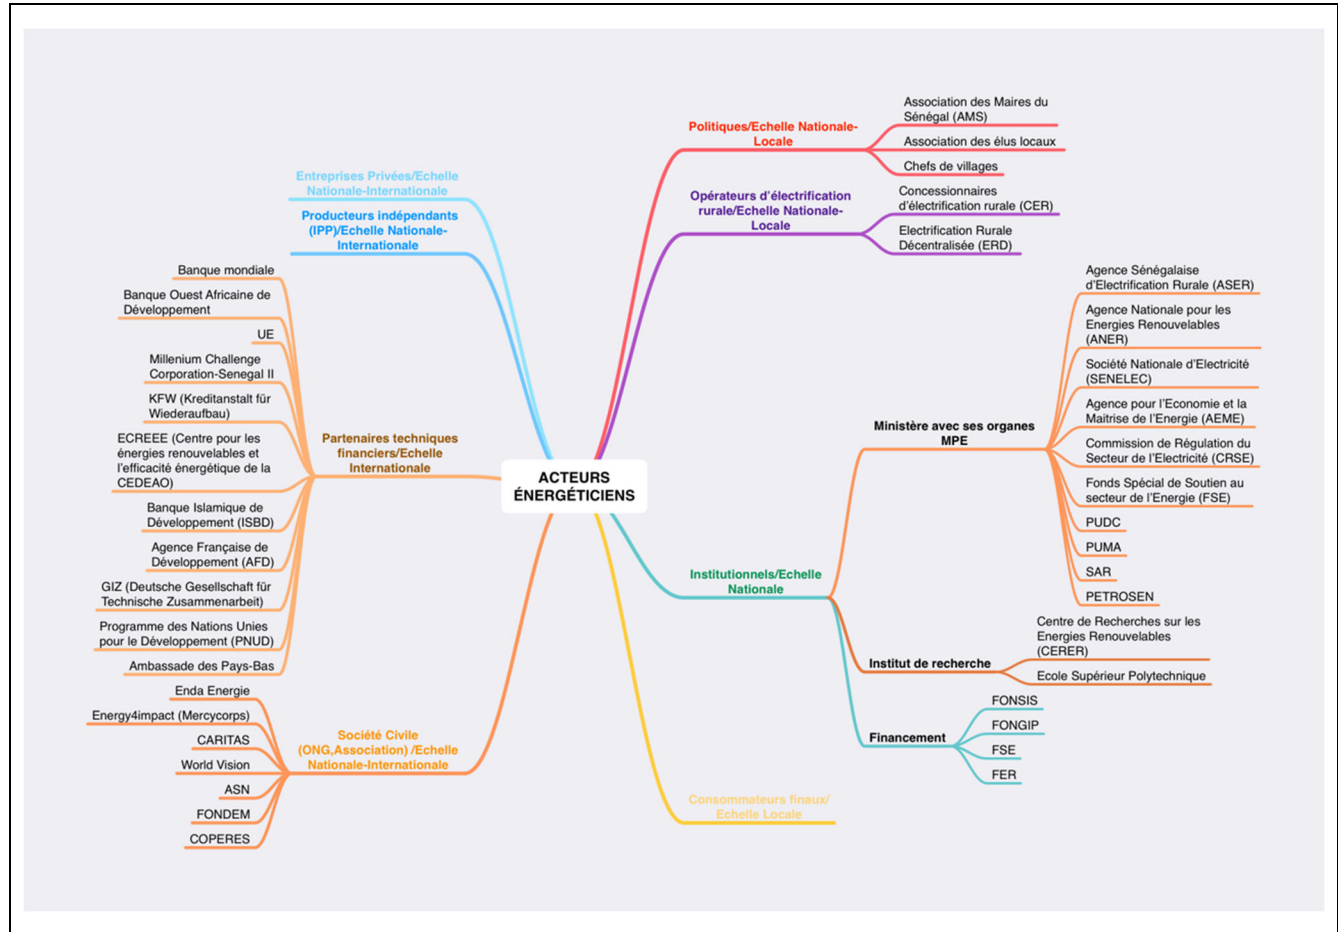 ACTEURS
ÉNERGÉTICIENS
Politiques/Echelle Nationale-
Locale
Association des Maires du
Sénégal (AMS)
Association des élus locaux
Chefs de villages
Opérateurs d'électrification
rurale/Echelle Nationale-
Locale
Concessionnaires
d'électrification rurale (CER)
Electrification Rurale
Décentralisée (ERD)
Institutionnels/Echelle
Nationale
Ministère avec ses organes
MPE
Agence Sénégalaise
d'Electrification Rurale (ASER)
Agence Nationale pour les
Energies Renouvelables
(ANER)
Société Nationale d'Electricité
(SENELEC)
Agence pour l'Economie et la
Maitrise de l'Energie (AEME)
Commission de Régulation du
Secteur de l'Electricité (CRSE)
Fonds Spécial de Soutien au
secteur de l'Energie (FSE)
PUDC
PUMA
SAR
PETROSEN
Institut de recherche
Centre de Recherches sur les
Energies Renouvelables
(CERER)
Ecole Supérieur Polytechnique
Financement
FONSIS
FONGIP
FSE
FER
Consommateurs finaux/
Echelle Locale
Entreprises Privées/Echelle
Nationale-Internationale
Producteurs indépendants
(IPP)/Echelle Nationale-
Internationale
Partenaires techniques
financiers/Echelle
Internationale
Banque mondiale
Banque Ouest Africaine de
Développement
UE
Millenium Challenge
Corporation-Senegal II
KFW (Kreditanstalt für
Wiederaufbau)
ECREEE (Centre pour les
énergies renouvelables et
l'efficacité énergétique de la
CEDEAO)
Banque Islamique de
Développement (ISBD)
Agence Française de
Développement (AFD)
GIZ (Deutsche Gesellschaft für
Technische Zusammenarbeit)
Programme des Nations Unies
pour le Développement (PNUD)
Ambassade des Pays-Bas
Société Civile
(ONG,Association) /Echelle
Nationale-Internationale
Enda Energie
Energy4impact (Mercycorps)
CARITAS
World Vision
ASN
FONDEM
COPERES